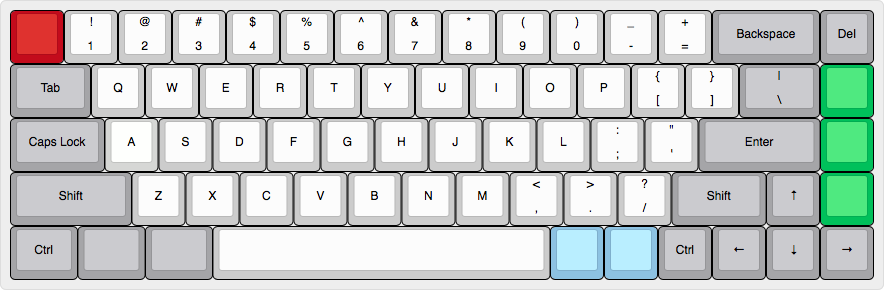 ! @ # $ % ^ & * ( ) _ +
1 2 3 4 5 6 7 8 9 0 - = Backspace Del
Tab Q W E R T Y U I O P { } |
[ ] \
Caps Lock A S D F G H J K L : " Enter
; '
Shift Z X C V B N M < > ? Shift ↑
, . /
Ctrl Ctrl ← ↓ →